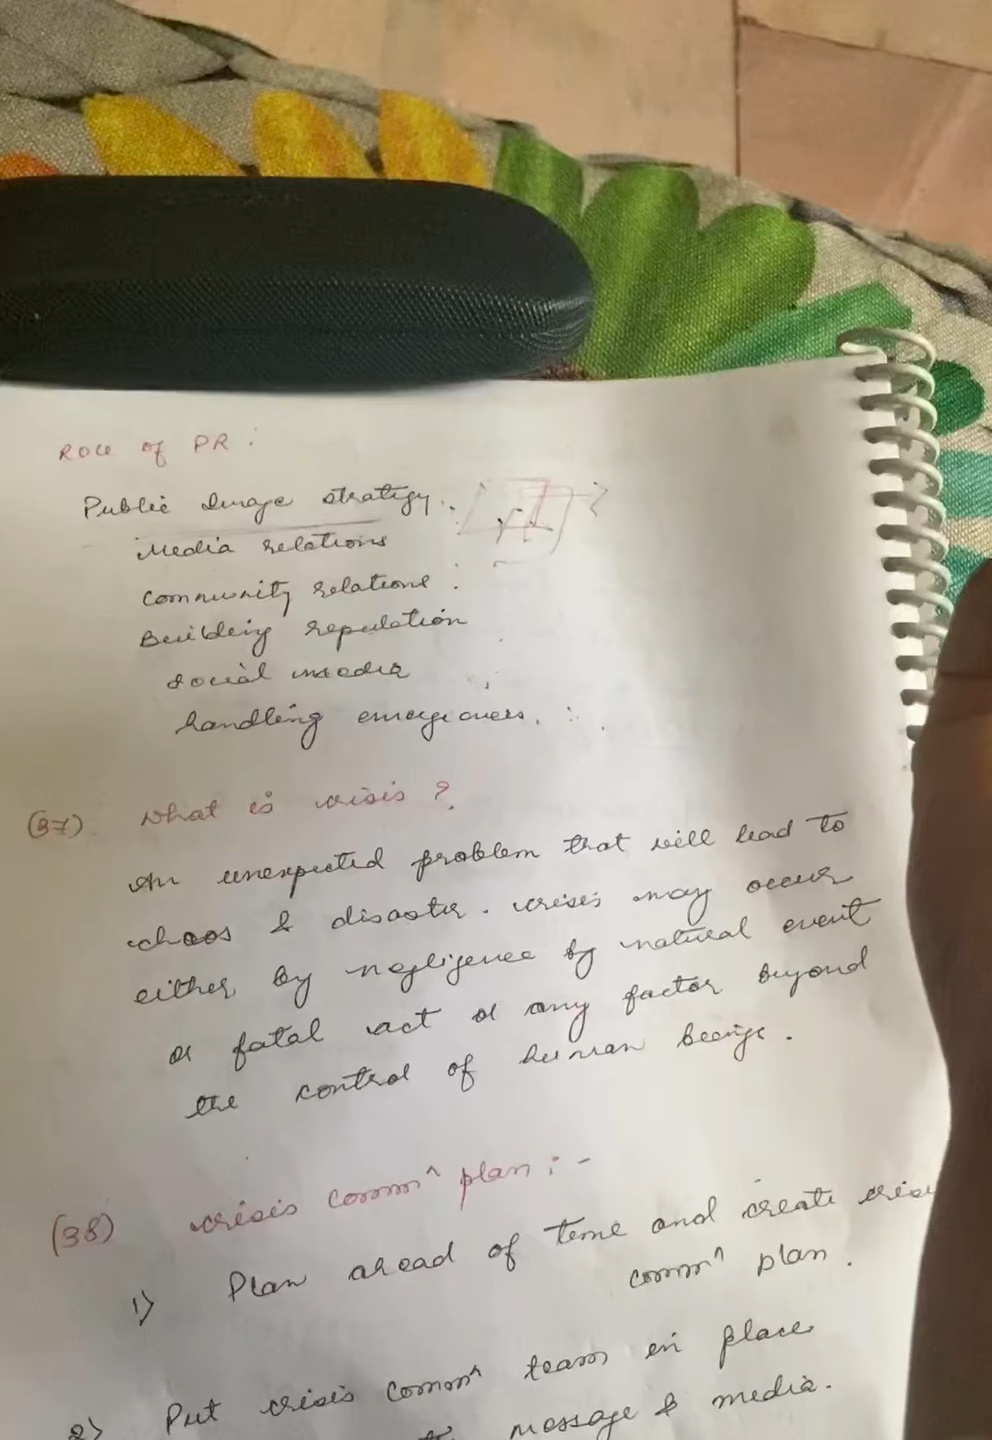 Role of PR :
Public Image strategy.
Media relations
Community relations :
Building reputation
social media
handling emergencies.
(37) What is crisis ?
An unexpected problem that will lead to
chaos & disaster. crisis may occur
either by negligence by natural event
or fatal act or any factor beyond
the control of human beings.
(38) crisis commⁿ plan : -
1) Plan ahead of time and create crisis
commⁿ plan.
2) Put crisis commⁿ team in place
message & media.